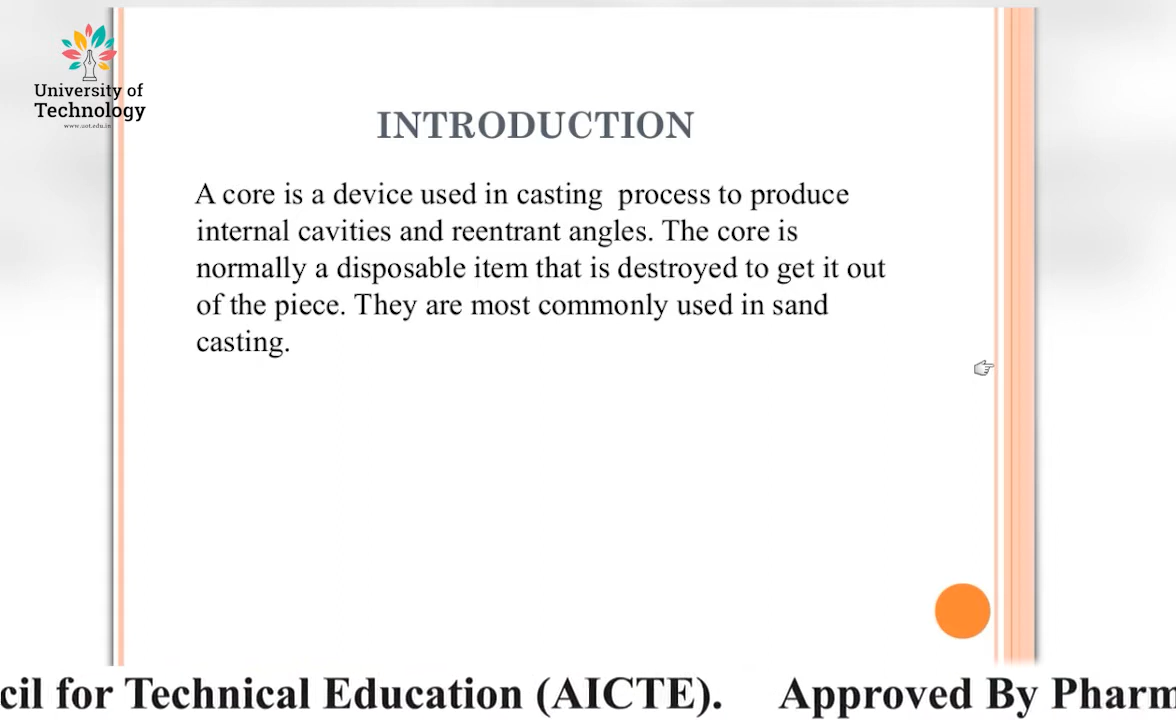 University of
Technology
www.uot.edu.in
INTRODUCTION
A core is a device used in casting process to produce
internal cavities and reentrant angles. The core is
normally a disposable item that is destroyed to get it out
of the piece. They are most commonly used in sand
casting.
cil for Technical Education (AICTE). Approved By Pharm